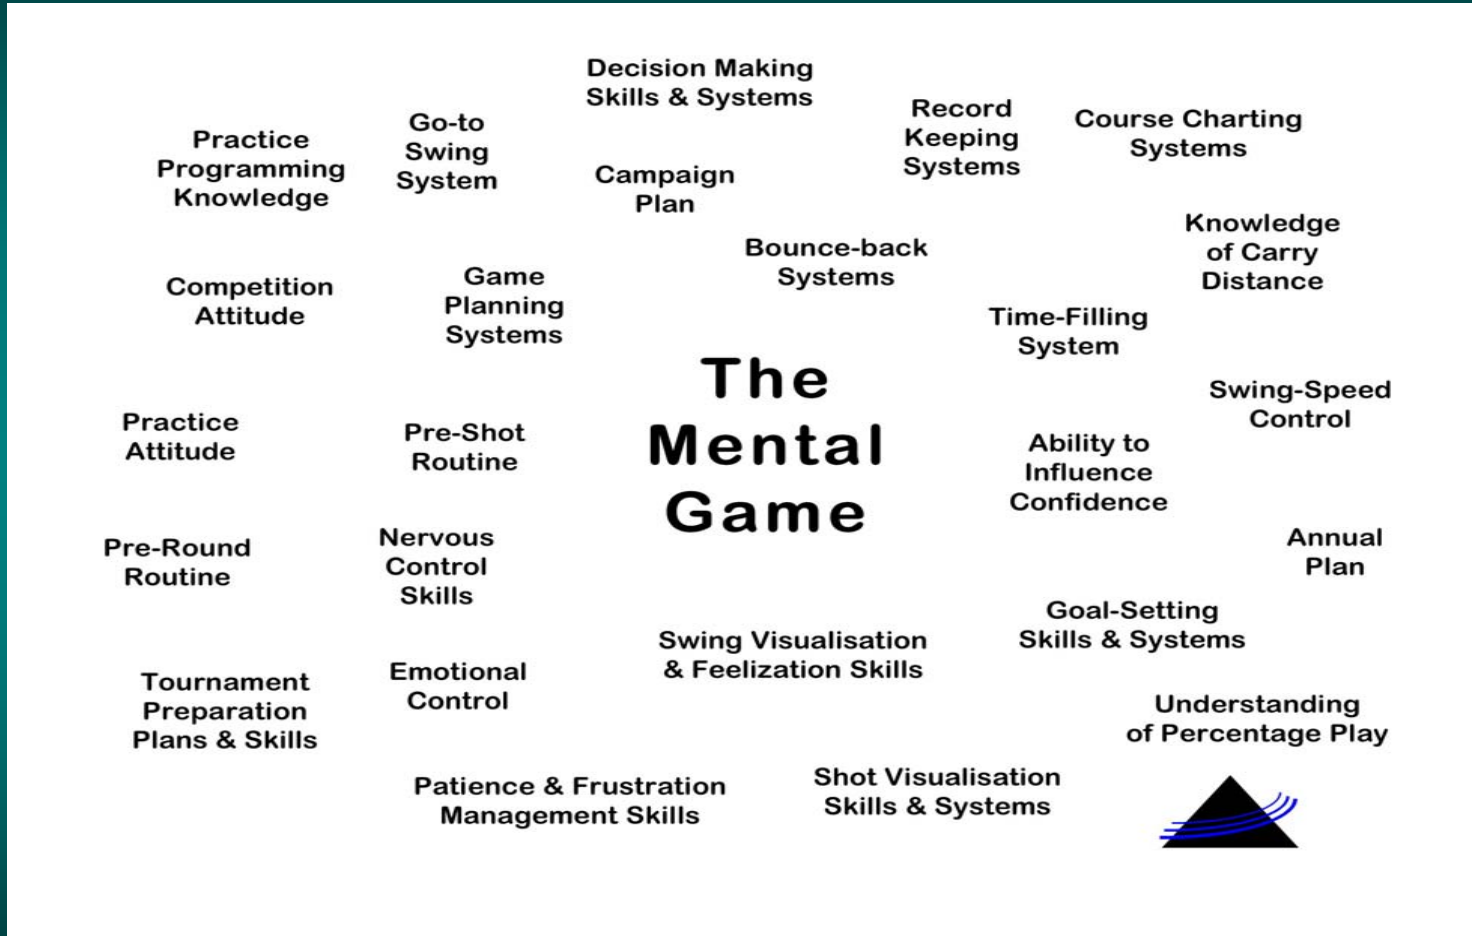 Decision Making
Skills & Systems
Practice
Programming
Knowledge
Go-to
Swing
System
Campaign
Plan
Record
Keeping
Systems
Course Charting
Systems
Bounce-back
Systems
Knowledge
of Carry
Distance
Competition
Attitude
Game
Planning
Systems
Time-Filling
System
The
Mental
Game
Swing-Speed
Control
Practice
Attitude
Pre-Shot
Routine
Ability to
Influence
Confidence
Pre-Round
Routine
Nervous
Control
Skills
Annual
Plan
Goal-Setting
Skills & Systems
Swing Visualisation
& Feelization Skills
Tournament
Preparation
Plans & Skills
Emotional
Control
Understanding
of Percentage Play
Patience & Frustration
Management Skills
Shot Visualisation
Skills & Systems